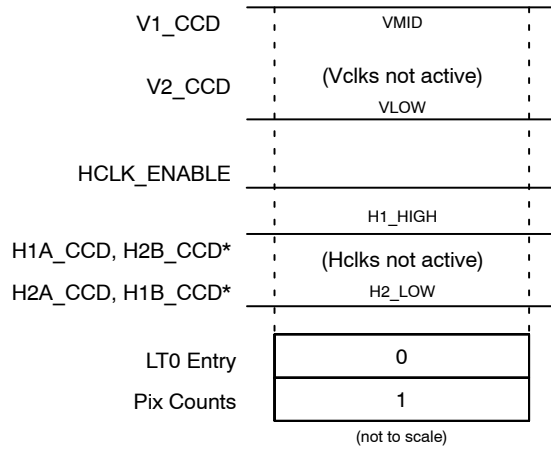 V1_CCD VMID
V2_CCD (Vclks not active)
VLOW
HCLK_ENABLE
H1_HIGH
H1A_CCD, H2B_CCD* (Hclks not active)
H2A_CCD, H1B_CCD* H2_LOW
LT0 Entry 0
Pix Counts 1
(not to scale)